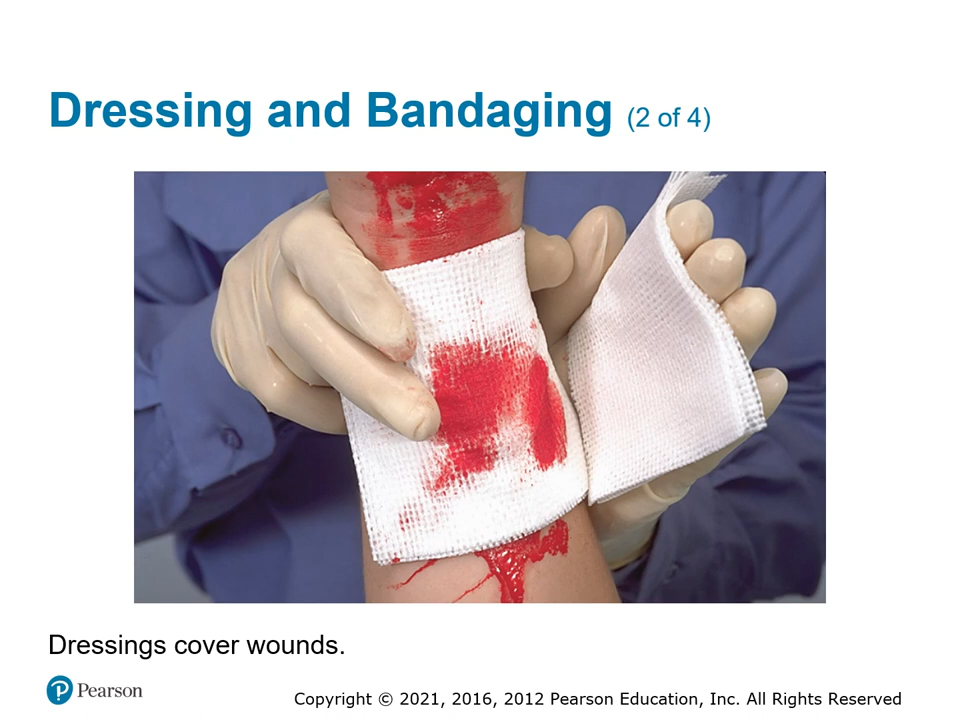 Dressing and Bandaging (2 of 4)
Dressings cover wounds.
Pearson
Copyright © 2021, 2016, 2012 Pearson Education, Inc. All Rights Reserved